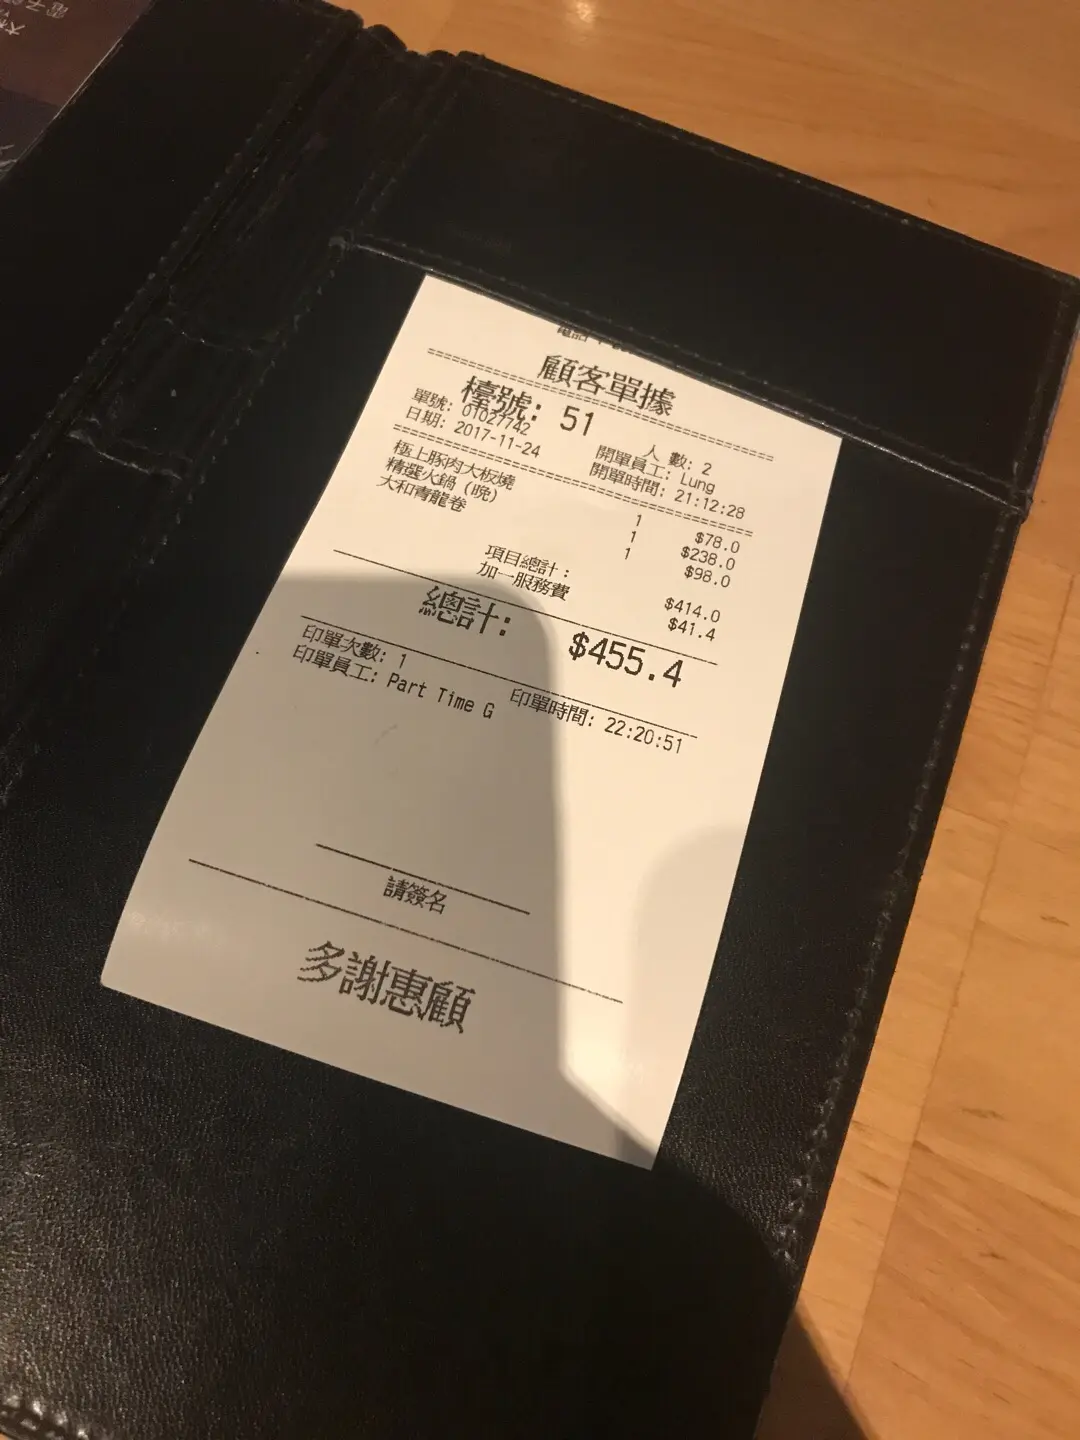 顧客單據
檯號: 51
單號: 01027742 人 數: 2
日期: 2017-11-24 開單員工: Lung
開單時間: 21:12:28
極上豚肉大板燒 1 $78.0
精選火鍋 (晚) 1 $238.0
大和青龍卷 1 $98.0
項目總計: $414.0
加一服務費 $41.4
總計: $455.4
印單次數: 1
印單員工: Part Time G 印單時間: 22:20:51
請簽名
多謝惠顧